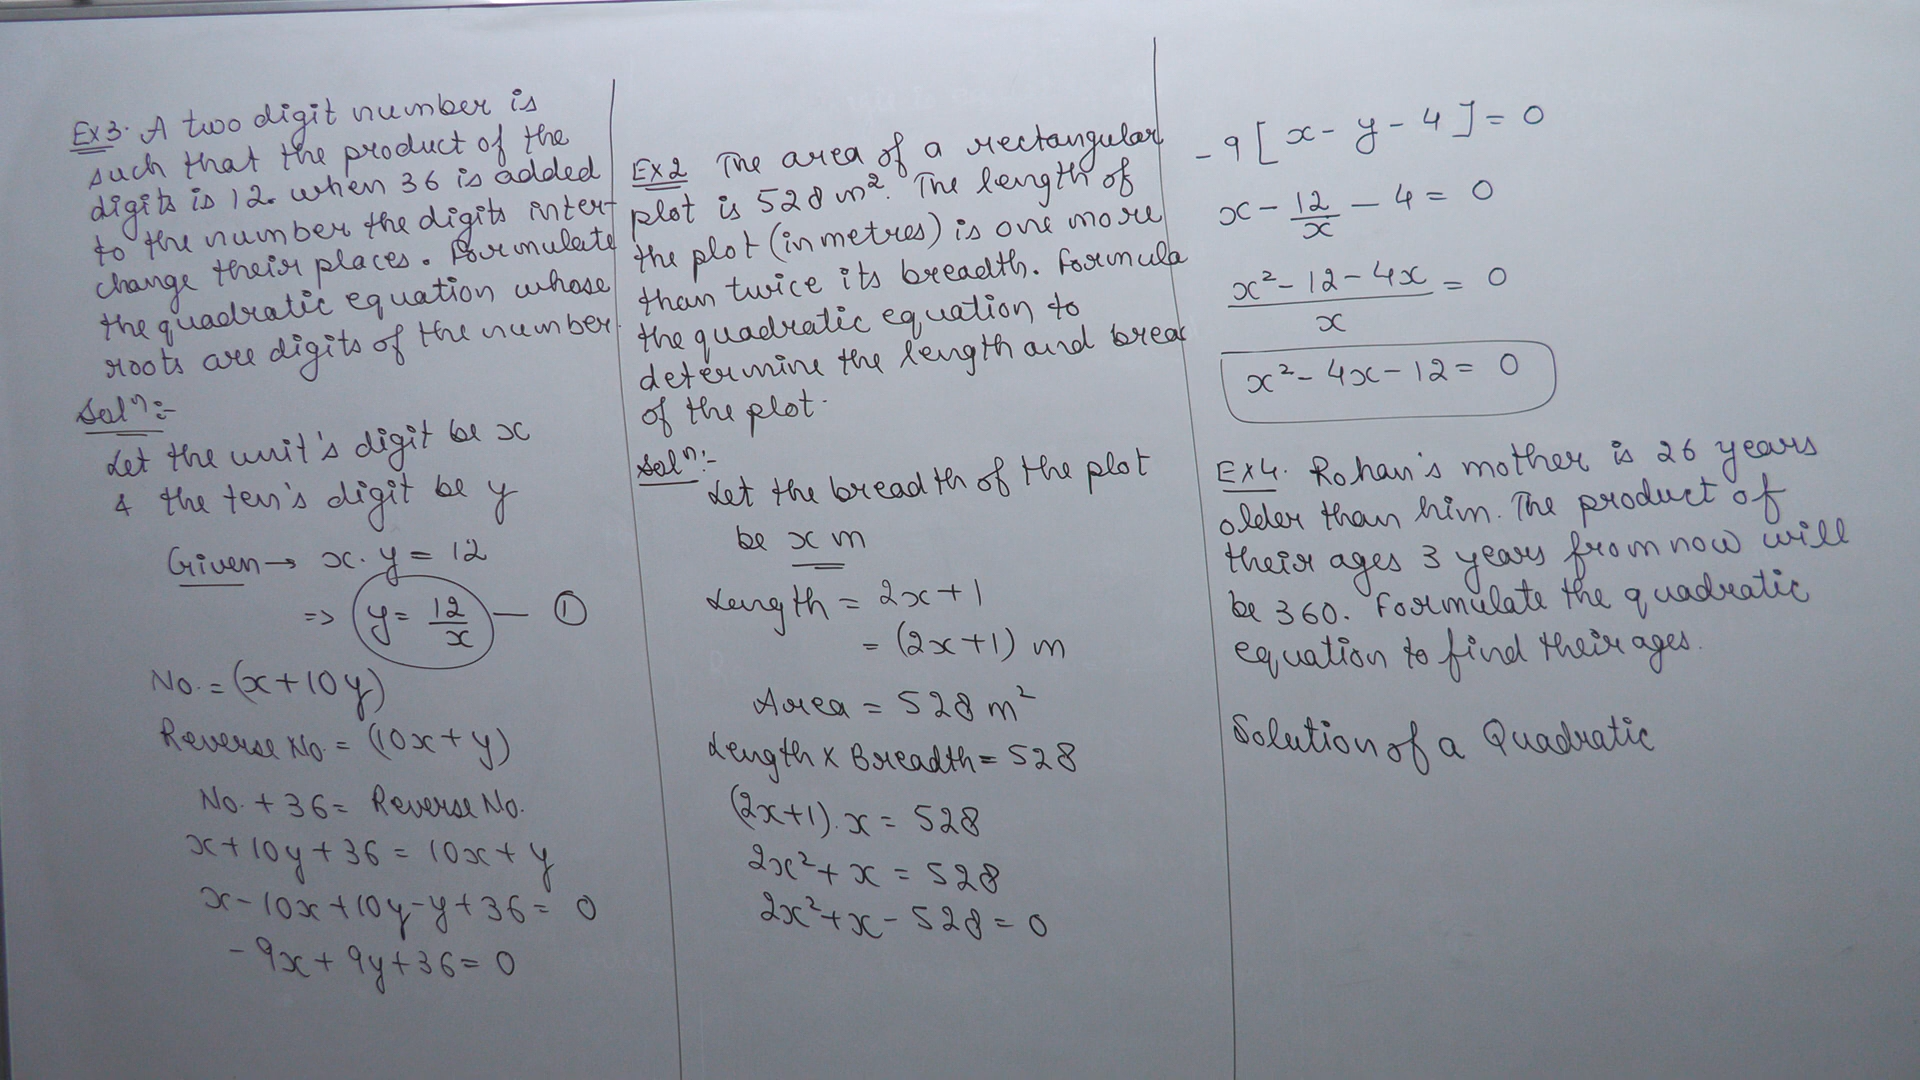 Ex3. A two digit number is
such that the product of the
digits is 12. when 36 is added
to the number the digits inter-
change their places. Formulate
the quadratic equation whose
roots are digits of the number.
Solⁿ:-
Let the unit's digit be x
& the ten's digit be y
Given → x.y = 12
=> y = 12/x — ①
No. = (x+10y)
Reverse No. = (10x+y)
No. + 36 = Reverse No.
x+10y+36 = 10x+y
x-10x+10y-y+36 = 0
-9x+9y+36 = 0
Ex2 The area of a rectangular
plot is 528 m². The length of
the plot (in metres) is one more
than twice its breadth. Formula
the quadratic equation to
determine the length and bread
of the plot.
Solⁿ:-
Let the breadth of the plot
be x m
Length = 2x+1
= (2x+1) m
Area = 528 m²
Length x Breadth = 528
(2x+1).x = 528
2x²+x = 528
2x²+x-528 = 0
-9[x-y-4] = 0
x - 12/x - 4 = 0
x²-12-4x/x = 0
x²-4x-12 = 0
Ex4. Rohan's mother is 26 years
older than him. The product of
their ages 3 years from now will
be 360. Formulate the quadratic
equation to find their ages.
Solution of a Quadratic